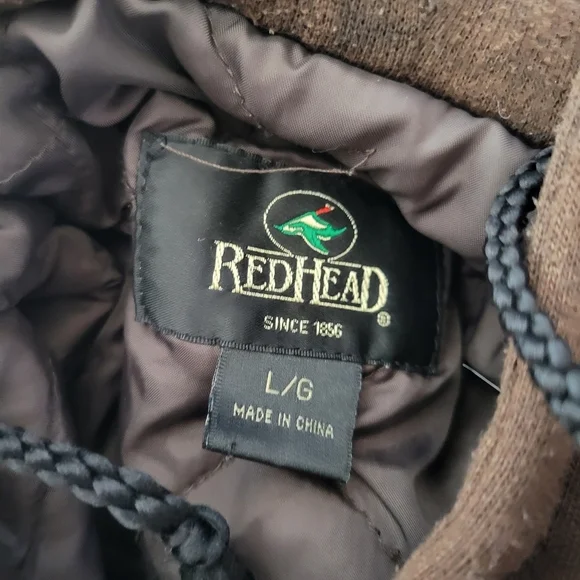 REDHEAD®
SINCE 1856
L/G
MADE IN CHINA